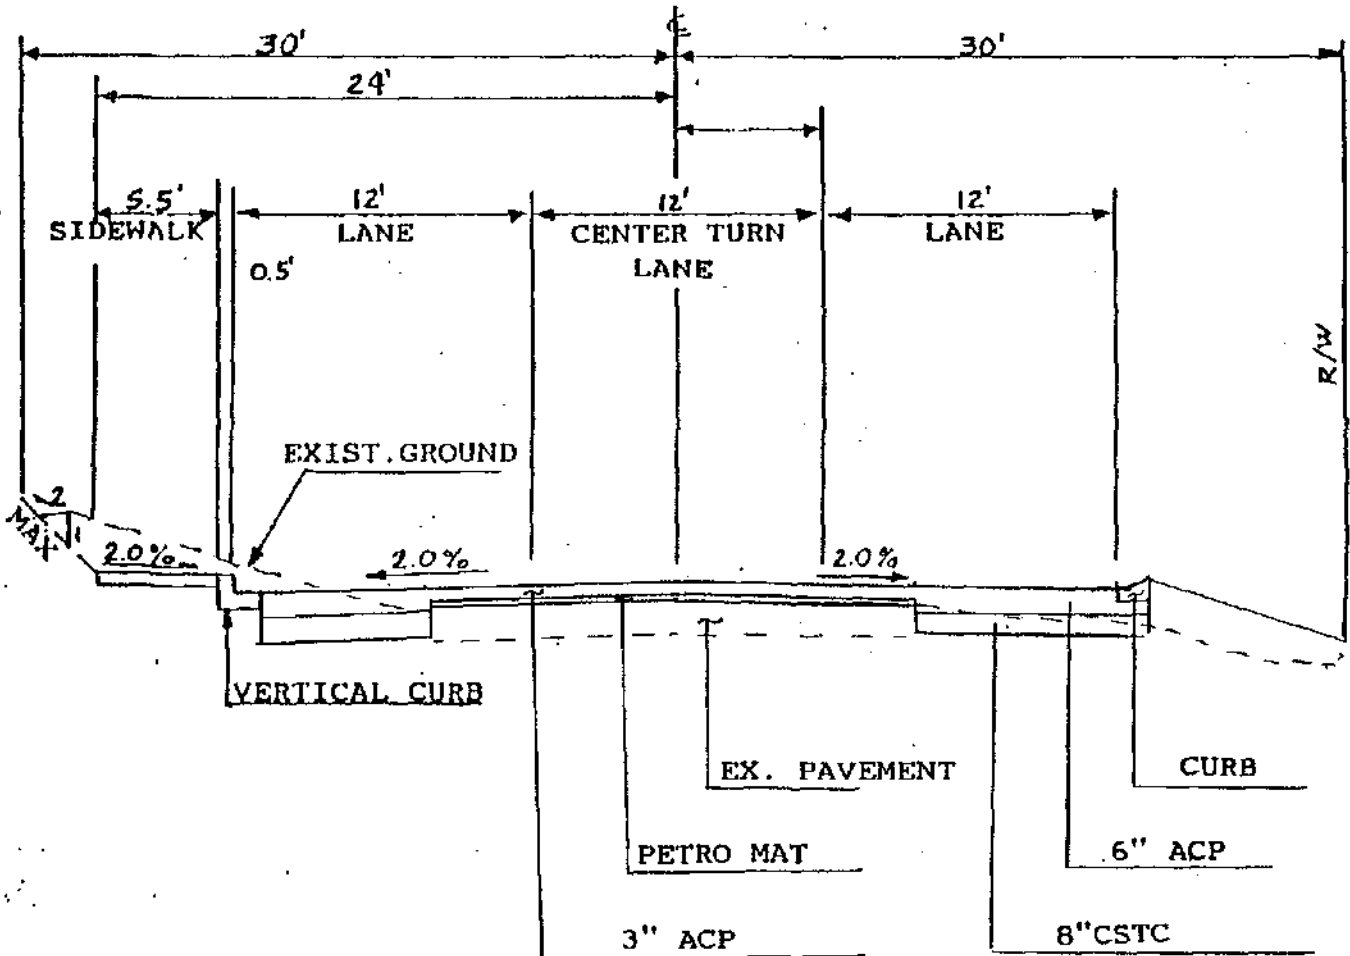 ℄
30' 30'
24'
5.5' 12' 12' 12'
SIDEWALK LANE CENTER TURN LANE
LANE
0.5'
R/W
EXIST.GROUND
2
MAX 1
2.0% 2.0% 2.0%
VERTICAL CURB
EX. PAVEMENT CURB
PETRO MAT 6" ACP
3" ACP 8"CSTC